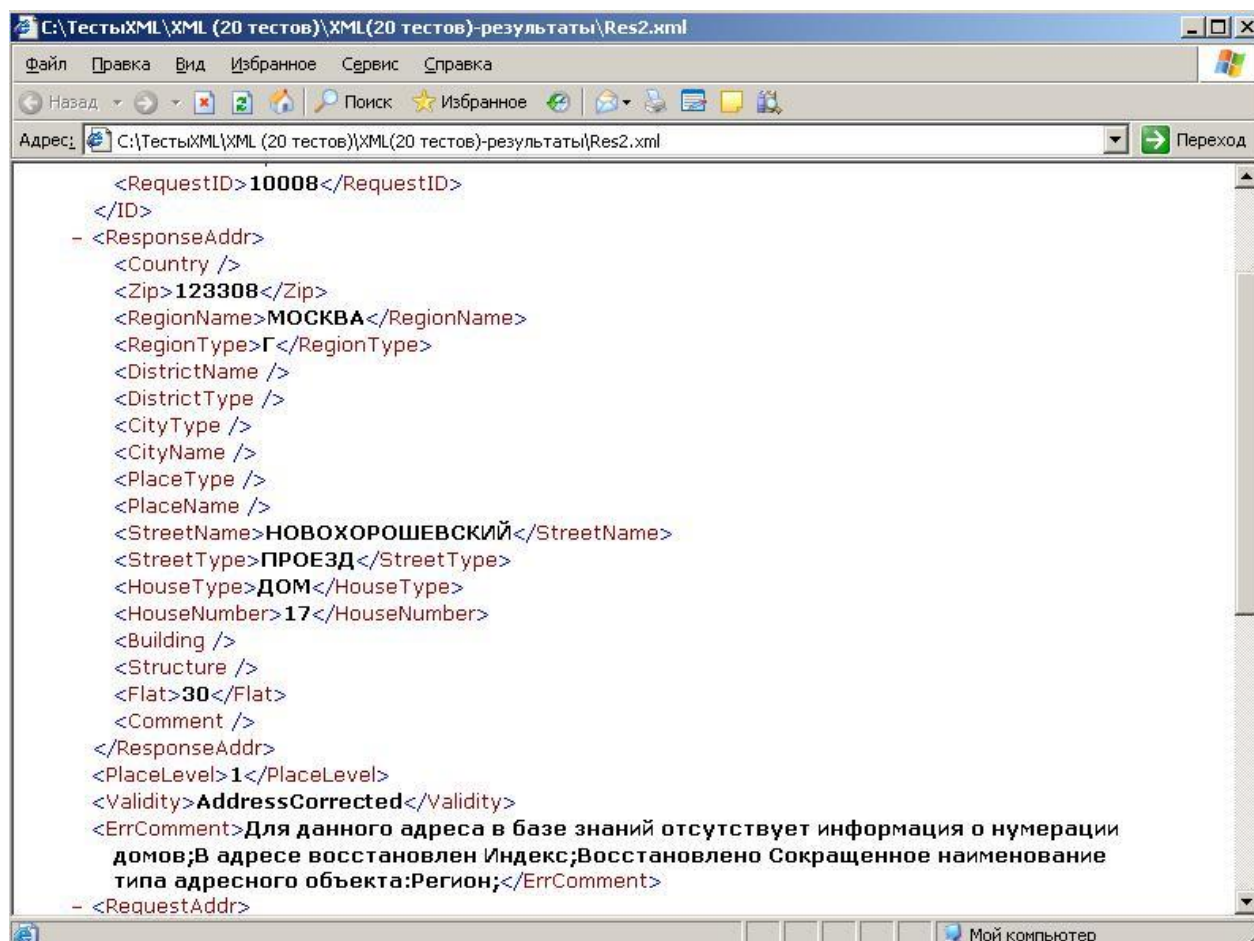 C:\ТестыXML\XML (20 тестов)\XML(20 тестов)-результаты\Res2.xml
Файл Правка Вид Избранное Сервис Справка
Назад Поиск Избранное
Адрес: C:\ТестыXML\XML (20 тестов)\XML(20 тестов)-результаты\Res2.xml Переход
<RequestID>10008</RequestID>
</ID>
- <ResponseAddr>
<Country />
<Zip>123308</Zip>
<RegionName>МОСКВА</RegionName>
<RegionType>Г</RegionType>
<DistrictName />
<DistrictType />
<CityType />
<CityName />
<PlaceType />
<PlaceName />
<StreetName>НОВОХОРОШЕВСКИЙ</StreetName>
<StreetType>ПРОЕЗД</StreetType>
<HouseType>ДОМ</HouseType>
<HouseNumber>17</HouseNumber>
<Building />
<Structure />
<Flat>30</Flat>
<Comment />
</ResponseAddr>
<PlaceLevel>1</PlaceLevel>
<Validity>AddressCorrected</Validity>
<ErrComment>Для данного адреса в базе знаний отсутствует информация о нумерации
домов;В адресе восстановлен Индекс;Восстановлено Сокращенное наименование
типа адресного объекта:Регион;</ErrComment>
- <RequestAddr>
Мой компьютер